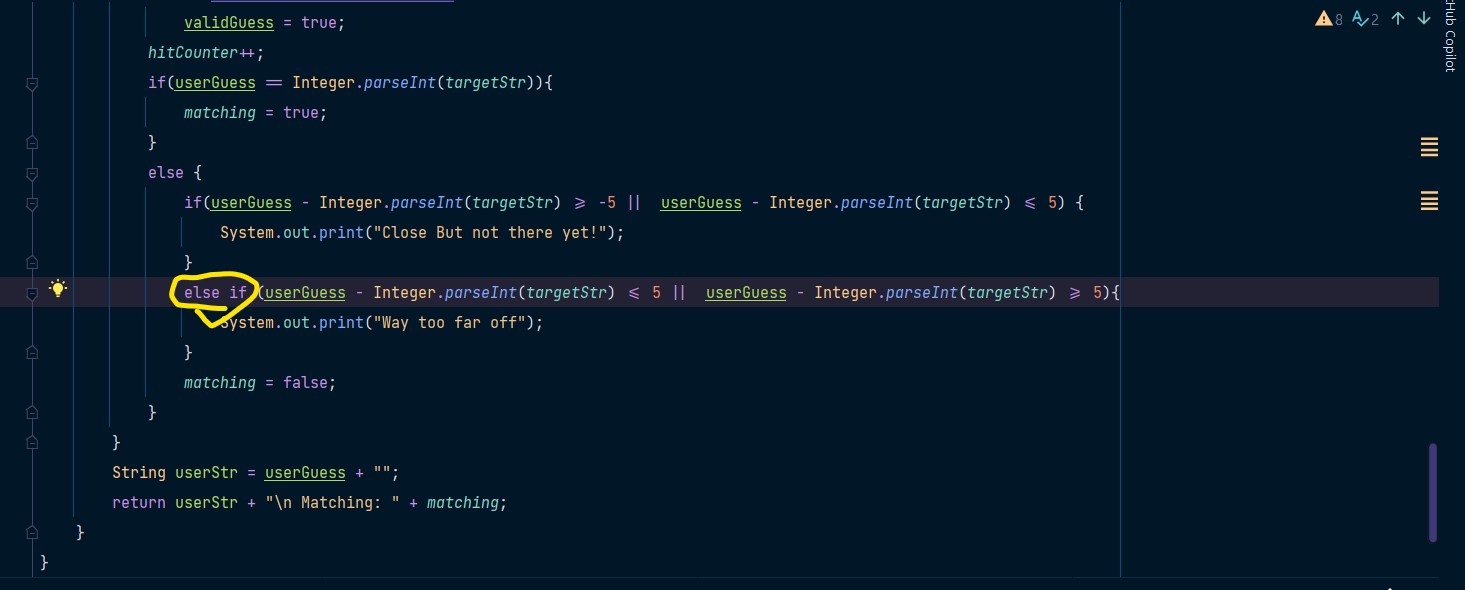 validGuess = true;
8 2
hitCounter++;
if(userGuess == Integer.parseInt(targetStr)){
matching = true;
}
else {
if(userGuess - Integer.parseInt(targetStr) >= -5 || userGuess - Integer.parseInt(targetStr) <= 5) {
System.out.print("Close But not there yet!");
}
else if (userGuess - Integer.parseInt(targetStr) <= 5 || userGuess - Integer.parseInt(targetStr) >= 5){
System.out.print("Way too far off");
}
matching = false;
}
}
String userStr = userGuess + "";
return userStr + "\n Matching: " + matching;
}
}
Hub Copilot